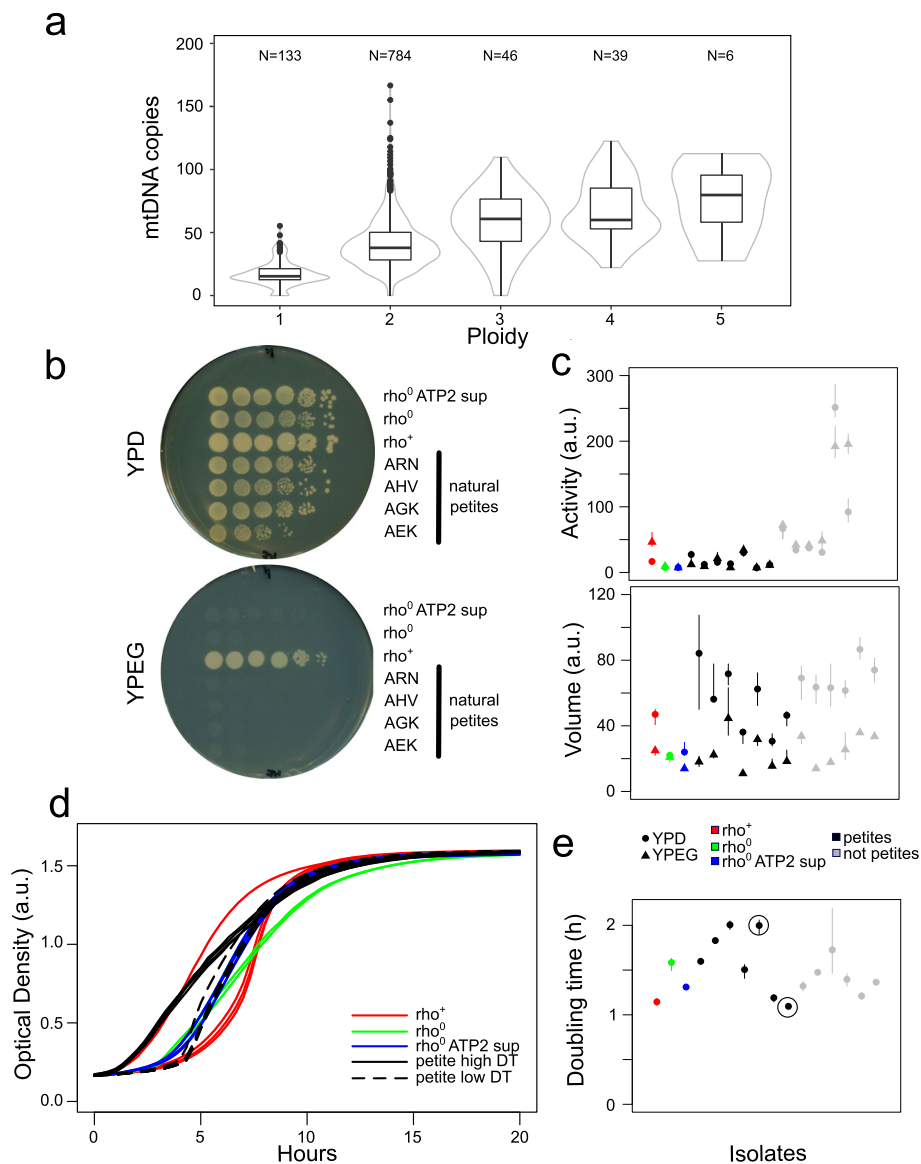 a
200
150
100
50
0
mtDNA copies
N=133 N=784 N=46 N=39 N=6
1 2 3 4 5
Ploidy
b
YPD
rho⁰ ATP2 sup
rho⁰
rho⁺
ARN
AHV
AGK
AEK
natural
petites
YPEG
rho⁰ ATP2 sup
rho⁰
rho⁺
ARN
AHV
AGK
AEK
natural
petites
c
300
200
100
0
Activity (a.u.)
120
80
40
0
Volume (a.u.)
d
1.5
1.0
0.5
0.0
Optical Density (a.u.)
rho⁺
rho⁰
rho⁰ ATP2 sup
petite high DT
petite low DT
0 5 10 15 20
Hours
e
YPD
YPEG
rho⁺
rho⁰
rho⁰ ATP2 sup
petites
not petites
2
1
0
Doubling time (h)
Isolates